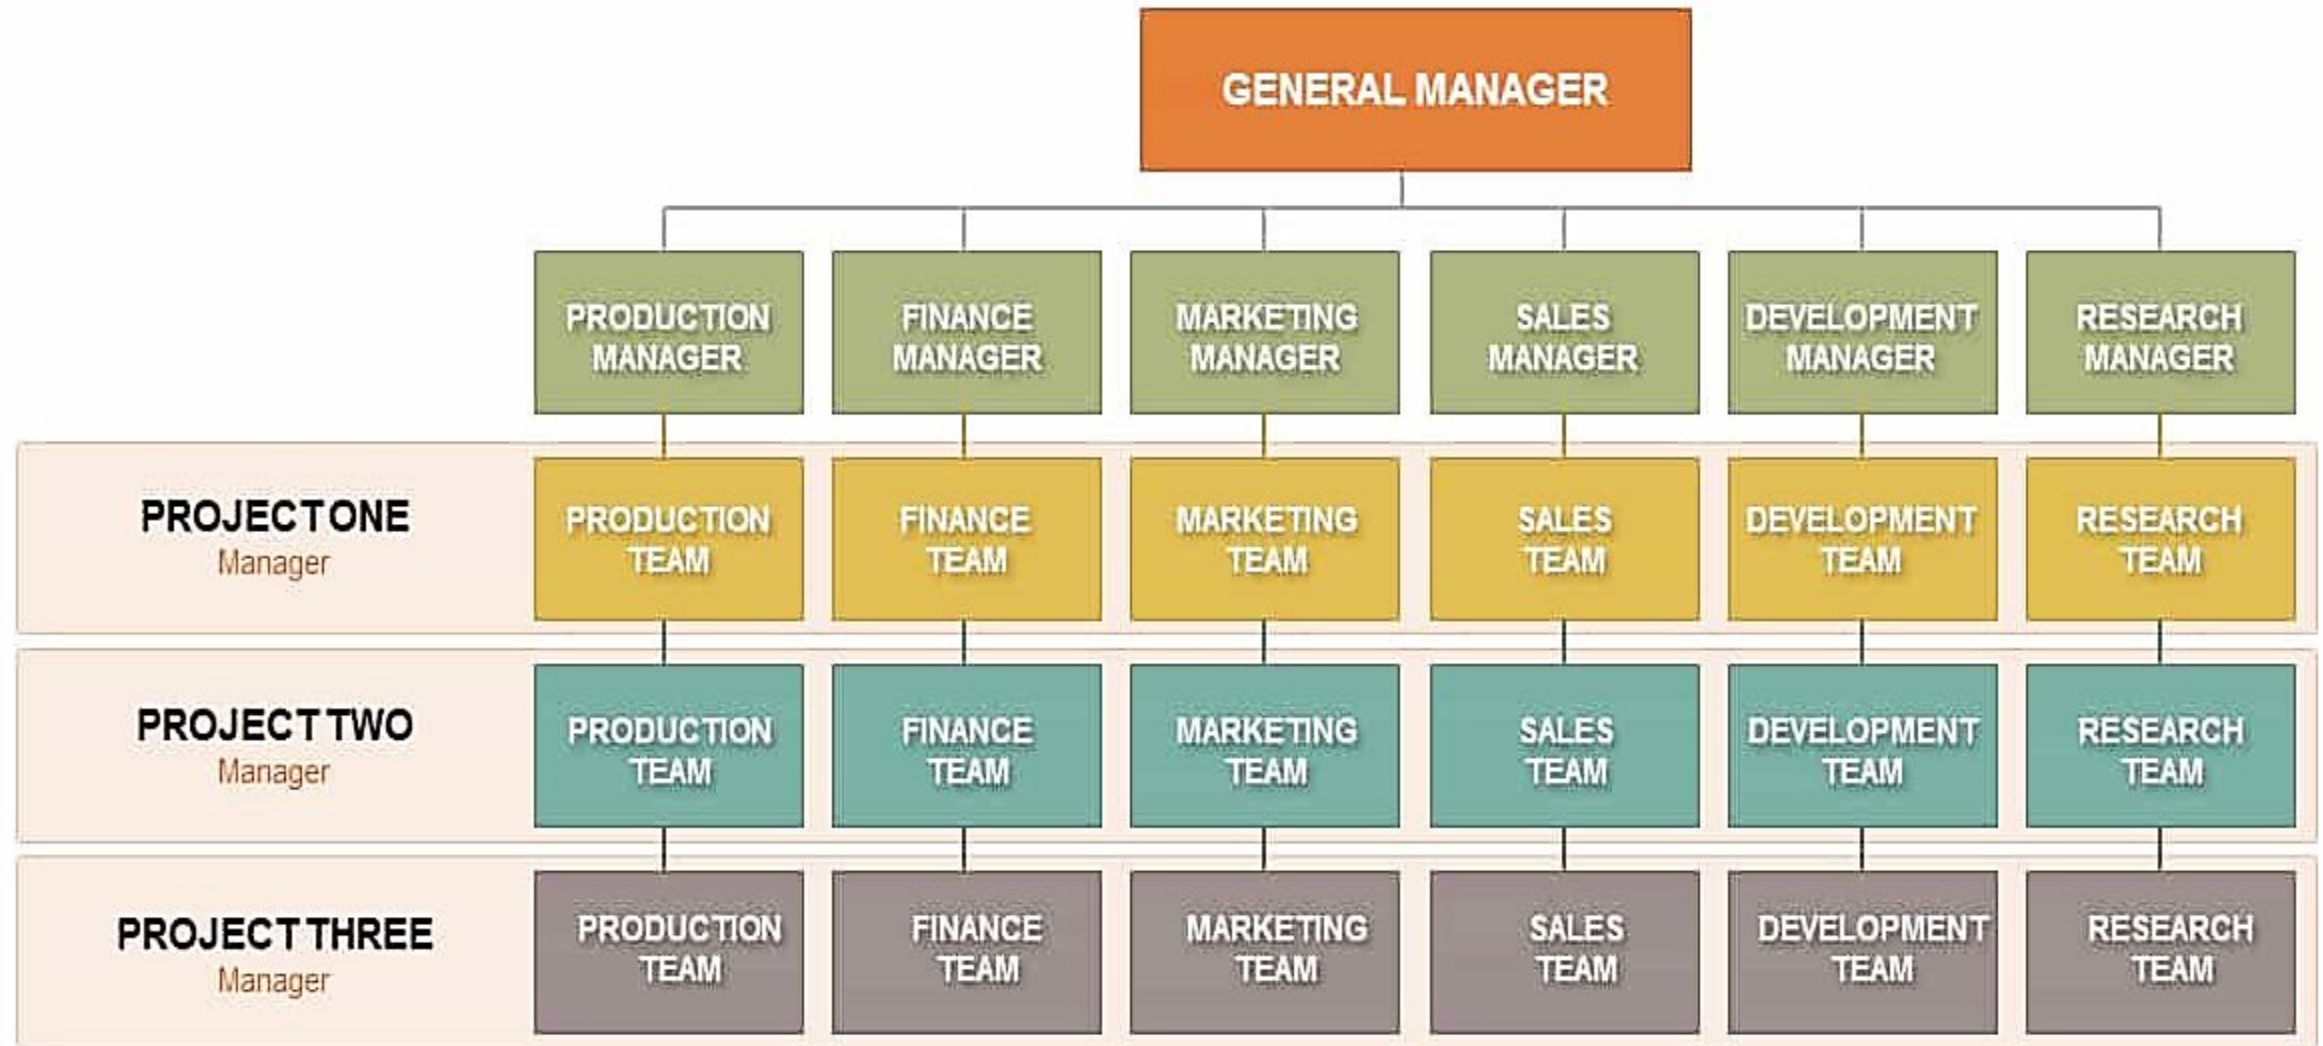 GENERAL MANAGER
PRODUCTION
MANAGER
FINANCE
MANAGER
MARKETING
MANAGER
SALES
MANAGER
DEVELOPMENT
MANAGER
RESEARCH
MANAGER
PROJECT ONE
Manager
PRODUCTION
TEAM
FINANCE
TEAM
MARKETING
TEAM
SALES
TEAM
DEVELOPMENT
TEAM
RESEARCH
TEAM
PROJECT TWO
Manager
PRODUCTION
TEAM
FINANCE
TEAM
MARKETING
TEAM
SALES
TEAM
DEVELOPMENT
TEAM
RESEARCH
TEAM
PROJECT THREE
Manager
PRODUCTION
TEAM
FINANCE
TEAM
MARKETING
TEAM
SALES
TEAM
DEVELOPMENT
TEAM
RESEARCH
TEAM